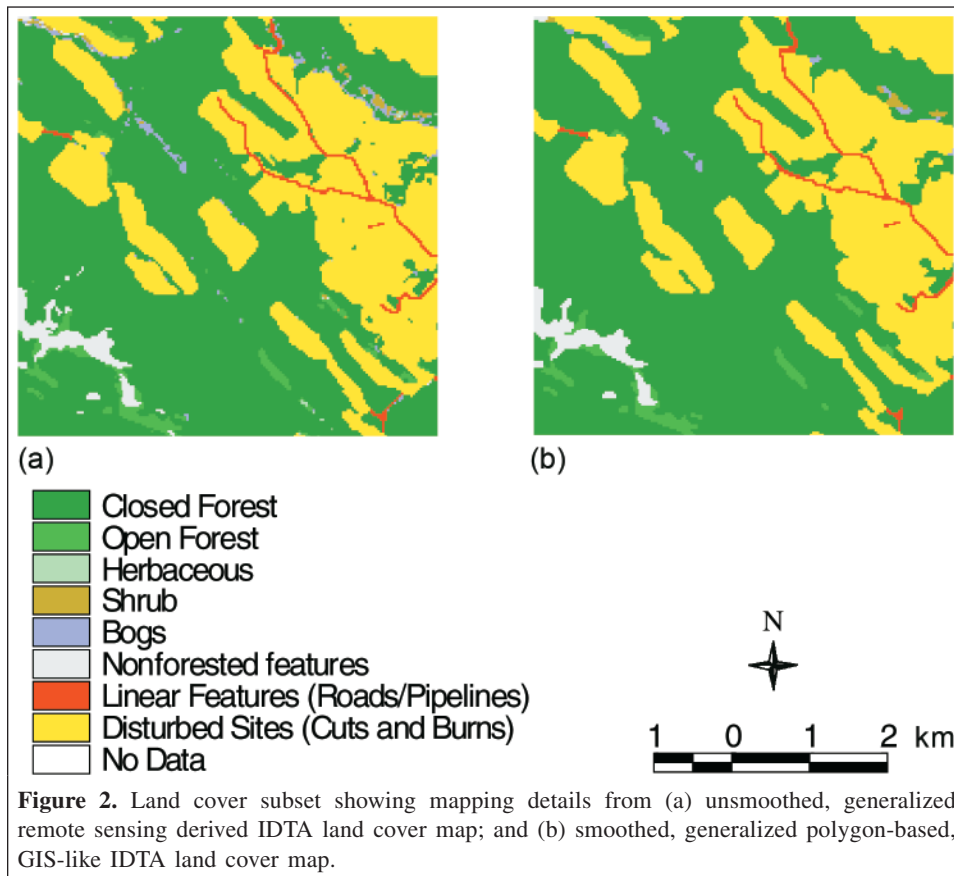 (a)
(b)
Closed Forest
Open Forest
Herbaceous
Shrub
Bogs
Nonforested features
Linear Features (Roads/Pipelines)
Disturbed Sites (Cuts and Burns)
No Data
N
1 0 1 2 km
Figure 2. Land cover subset showing mapping details from (a) unsmoothed, generalized
remote sensing derived IDTA land cover map; and (b) smoothed, generalized polygon-based,
GIS-like IDTA land cover map.